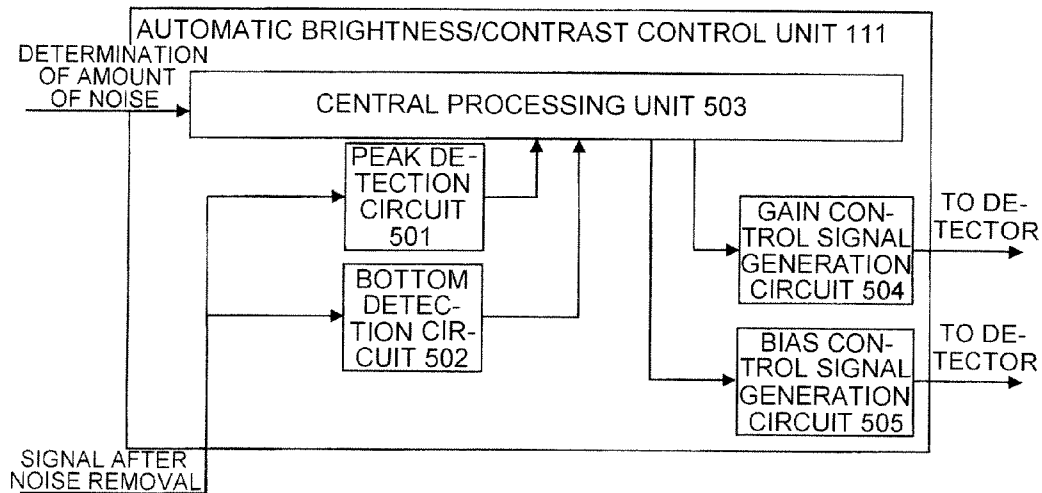 AUTOMATIC BRIGHTNESS/CONTRAST CONTROL UNIT 111
DETERMINATION
OF AMOUNT
OF NOISE
CENTRAL PROCESSING UNIT 503
PEAK DE-
TECTION
CIRCUIT
501
BOTTOM
DETEC-
TION CIR-
CUIT 502
GAIN CON-
TROL SIGNAL
GENERATION
CIRCUIT 504
TO DE-
TECTOR
BIAS CON-
TROL SIGNAL
GENERATION
CIRCUIT 505
TO DE-
TECTOR
SIGNAL AFTER
NOISE REMOVAL